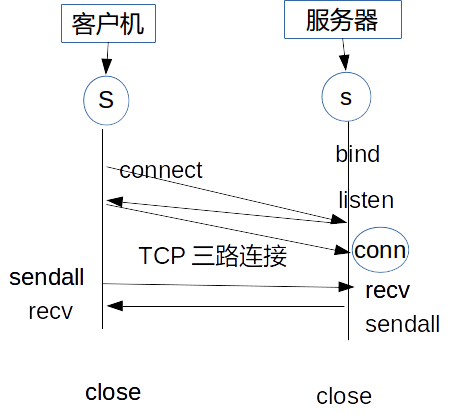 客户机
服务器
S
s
bind
connect
listen
conn
TCP 三路连接
sendall
recv
recv
sendall
close
close